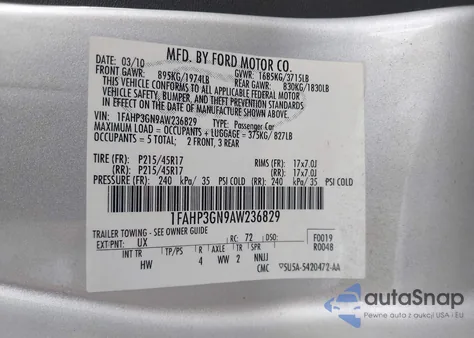 MFD. BY FORD MOTOR CO.
03/10
FRONT GAWR: 895KG/1974LB
GVWR: 1685KG/3715LB
REAR GAWR: 830KG/1830LB
THIS VEHICLE CONFORMS TO ALL APPLICABLE FEDERAL MOTOR
VEHICLE SAFETY, BUMPER, AND THEFT PREVENTION STANDARDS IN
EFFECT ON THE DATE OF MANUFACTURE SHOWN ABOVE.
VIN: 1FAHP3GN9AW236829 TYPE: Passenger Car
MAXIMUM LOAD = OCCUPANTS + LUGGAGE = 375KG/ 827LB
OCCUPANTS = 5 TOTAL: 2 FRONT, 3 REAR
TIRE (FR): P215/45R17 RIMS (FR): 17x7.0J
(RR): P215/45R17 (RR): 17x7.0J
PRESSURE (FR): 240 kPa/ 35 PSI COLD (RR): 240 kPa/ 35 PSI COLD
1FAHP3GN9AW236829
TRAILER TOWING - SEE OWNER GUIDE
EXT PNT: UX RC: 72 DSO: F0019
R0048
INT TR TP/PS R AXLE TR SPR
HW 4 WW 2 NNJJ
CMC 5U5A-5420472-AA
autoSnap
Pewne auta z aukcji USA i EU